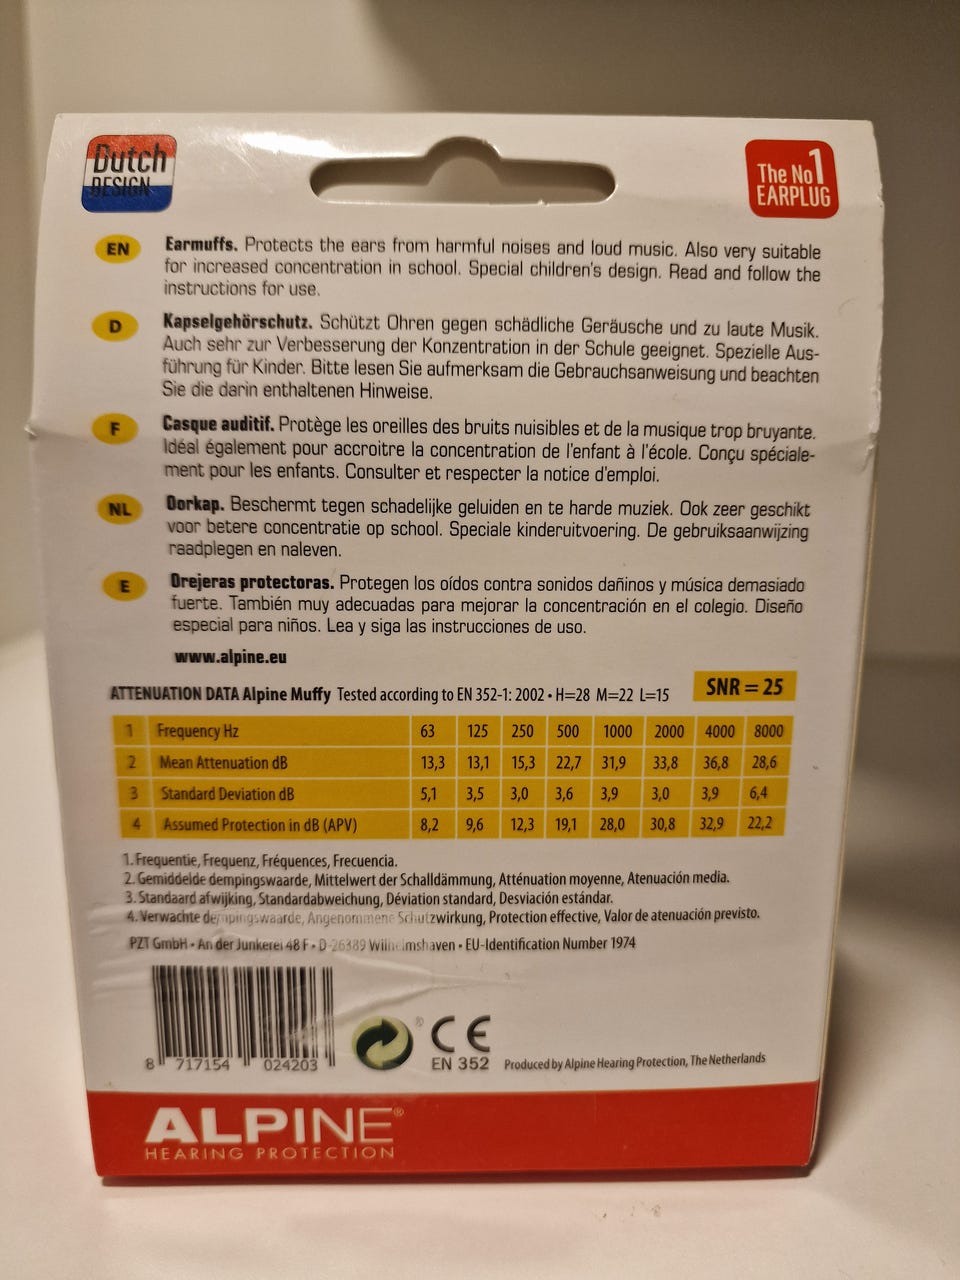 Dutch
DESIGN
The No 1
EARPLUG
EN
Earmuffs. Protects the ears from harmful noises and loud music. Also very suitable
for increased concentration in school. Special children's design. Read and follow the
instructions for use.
D
Kapselgehörschutz. Schützt Ohren gegen schädliche Geräusche und zu laute Musik.
Auch sehr zur Verbesserung der Konzentration in der Schule geeignet. Spezielle Aus-
führung für Kinder. Bitte lesen Sie aufmerksam die Gebrauchsanweisung und beachten
Sie die darin enthaltenen Hinweise.
F
Casque auditif. Protège les oreilles des bruits nuisibles et de la musique trop bruyante.
Idéal également pour accroitre la concentration de l'enfant à l'école. Conçu spéciale-
ment pour les enfants. Consulter et respecter la notice d'emploi.
NL
Oorkap. Beschermt tegen schadelijke geluiden en te harde muziek. Ook zeer geschikt
voor betere concentratie op school. Speciale kinderuitvoering. De gebruiksaanwijzing
raadplegen en naleven.
E
Orejeras protectoras. Protegen los oídos contra sonidos dañinos y música demasiado
fuerte. También muy adecuadas para mejorar la concentración en el colegio. Diseño
especial para niños. Lea y siga las instrucciones de uso.
www.alpine.eu
ATTENUATION DATA Alpine Muffy Tested according to EN 352-1: 2002 • H=28 M=22 L=15 SNR = 25
1 Frequency Hz 63 125 250 500 1000 2000 4000 8000
2 Mean Attenuation dB 13,3 13,1 15,3 22,7 31,9 33,8 36,8 28,6
3 Standard Deviation dB 5,1 3,5 3,0 3,6 3,9 3,0 3,9 6,4
4 Assumed Protection in dB (APV) 8,2 9,6 12,3 19,1 28,0 30,8 32,9 22,2
1. Frequentie, Frequenz, Fréquences, Frecuencia.
2. Gemiddelde dempingswaarde, Mittelwert der Schalldämmung, Atténuation moyenne, Atenuación media.
3. Standaard afwijking, Standardabweichung, Déviation standard, Desviación estándar.
4. Verwachte dempingswaarde, Angenommene Schutzwirkung, Protection effective, Valor de atenuación previsto.
PZT GmbH • An der Junkerei 48 F • D-26389 Wilhelmshaven • EU-Identification Number 1974
8 717154 024203
® CE
EN 352
Produced by Alpine Hearing Protection, The Netherlands
ALPINE®
HEARING PROTECTION